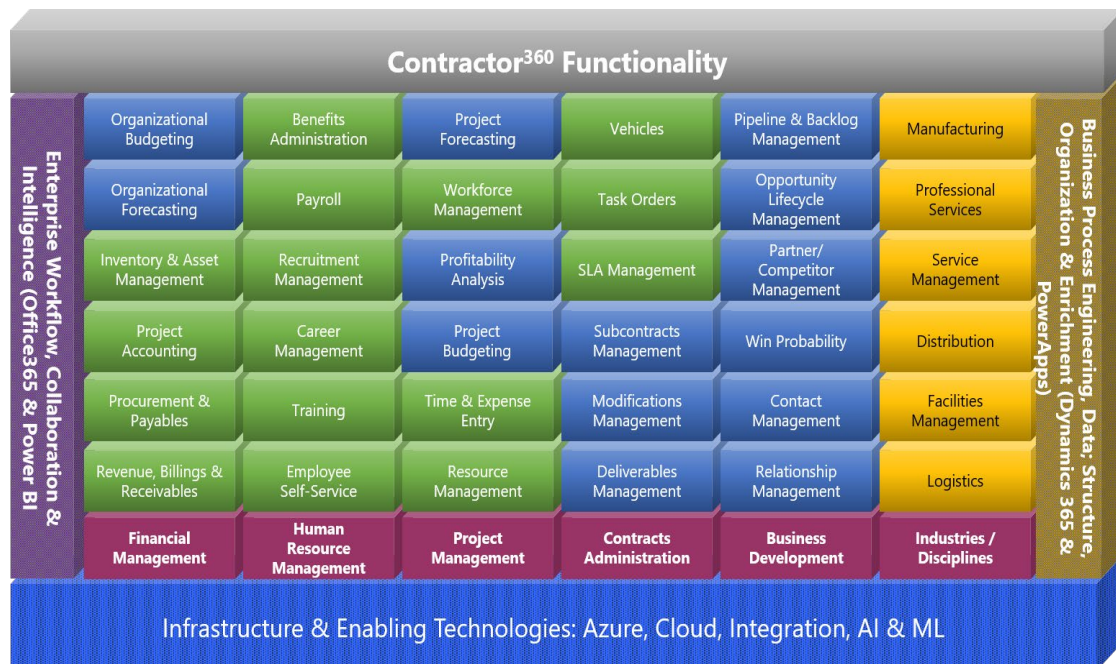 Contractor360 Functionality
Enterprise Workflow, Collaboration &
Intelligence (Office365 & Power BI
Organizational
Budgeting
Organizational
Forecasting
Inventory & Asset
Management
Project
Accounting
Procurement &
Payables
Revenue, Billings &
Receivables
Financial
Management
Benefits
Administration
Payroll
Recruitment
Management
Career
Management
Training
Employee
Self-Service
Human
Resource
Management
Project
Forecasting
Workforce
Management
Profitability
Analysis
Project
Budgeting
Time & Expense
Entry
Resource
Management
Project
Management
Vehicles
Task Orders
SLA Management
Subcontracts
Management
Modifications
Management
Deliverables
Management
Contracts
Administration
Pipeline & Backlog
Management
Opportunity
Lifecycle
Management
Partner/
Competitor
Management
Win Probability
Contact
Management
Relationship
Management
Business
Development
Manufacturing
Professional
Services
Service
Management
Distribution
Facilities
Management
Logistics
Industries /
Disciplines
Business Process Engineering, Data; Structure,
Organization & Enrichment (Dynamics 365 &
PowerApps)
Infrastructure & Enabling Technologies: Azure, Cloud, Integration, AI & ML